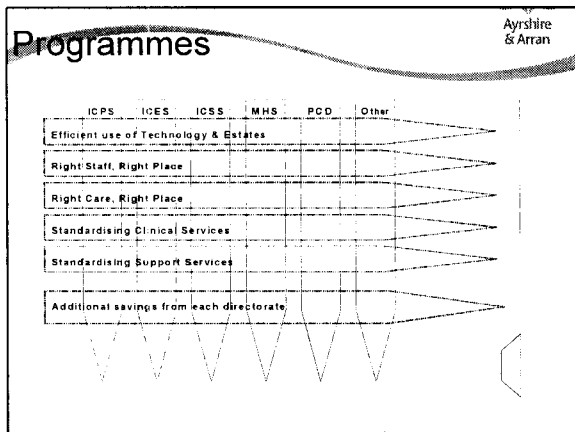 Programmes
Ayrshire
& Arran
ICPS ICES ICSS MHS PCD Other
Efficient use of Technology & Estates
Right Staff, Right Place
Right Care, Right Place
Standardising Clinical Services
Standardising Support Services
Additional savings from each directorate